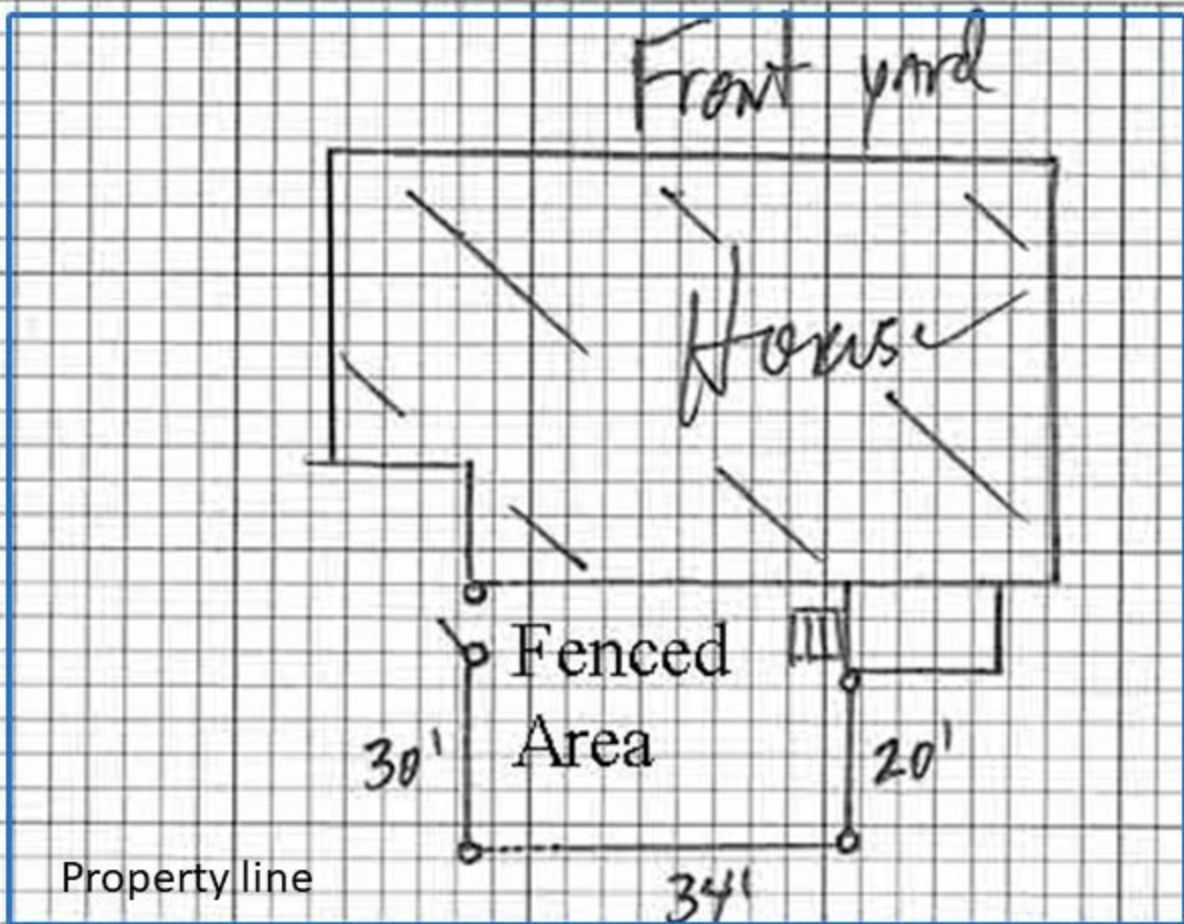 Front yard
House
Fenced
Area
30'
20'
34'
Property line